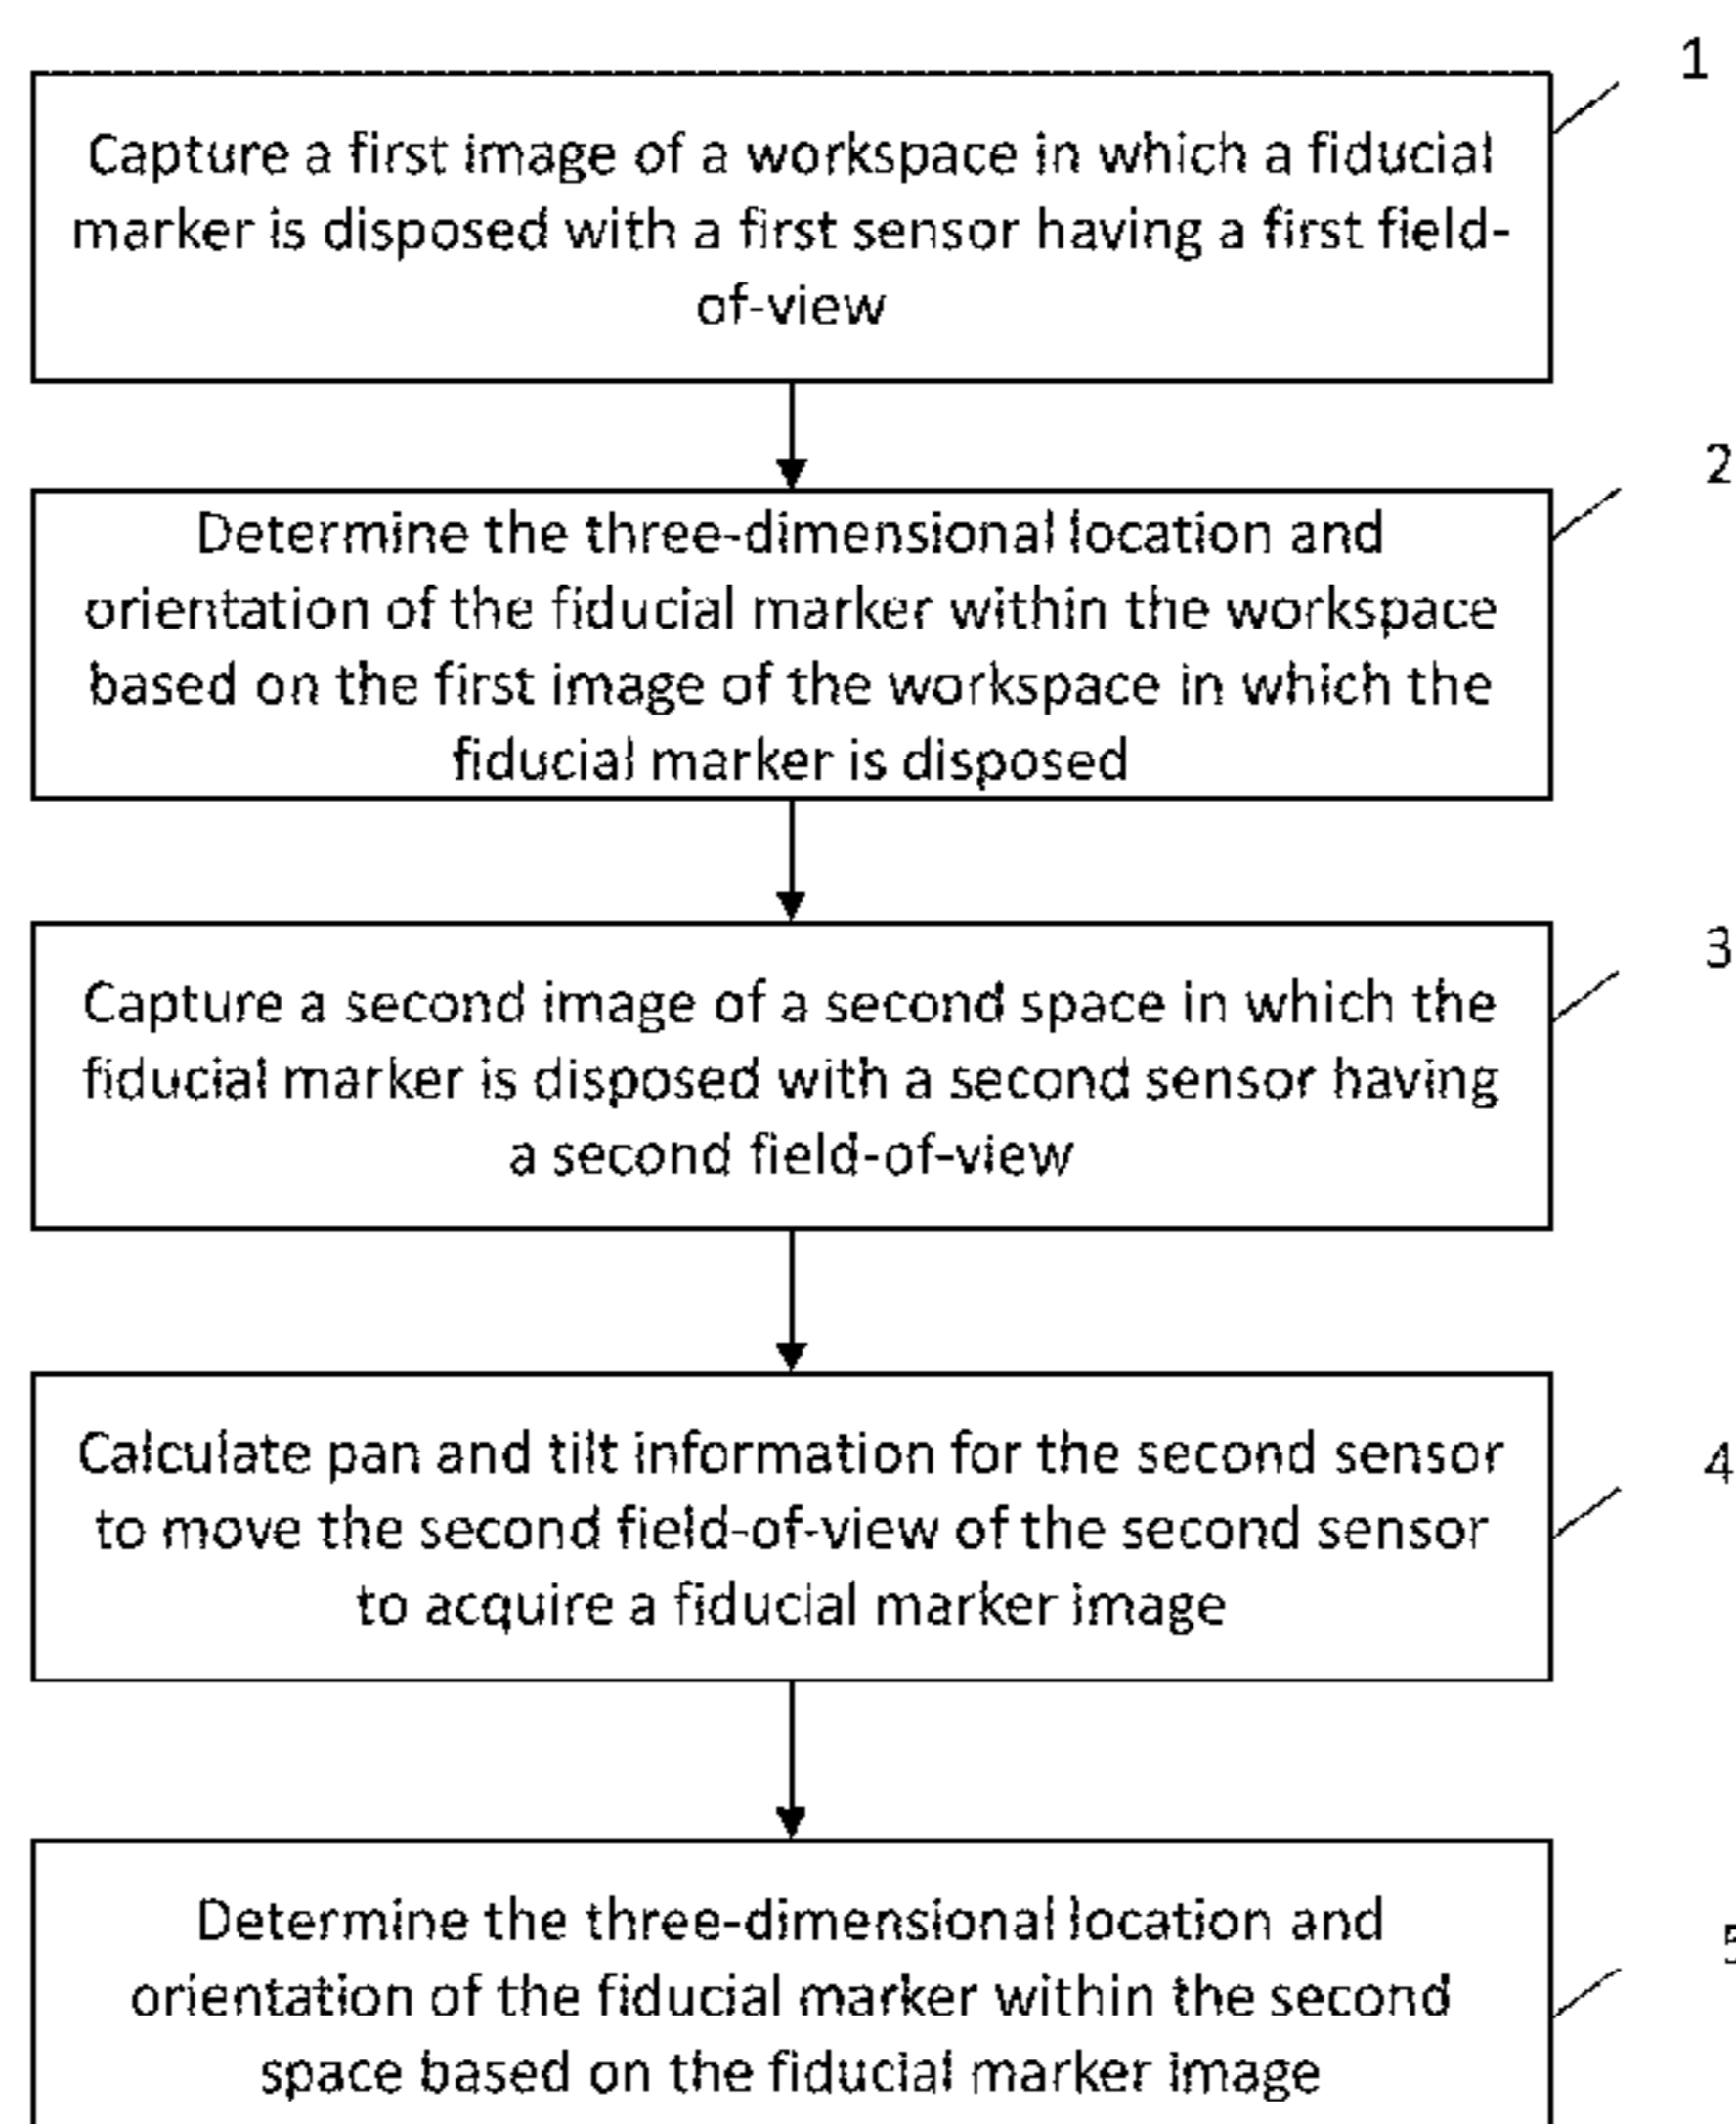 1
Capture a first image of a workspace in which a fiducial
marker is disposed with a first sensor having a first field-
of-view
2
Determine the three-dimensional location and
orientation of the fiducial marker within the workspace
based on the first image of the workspace in which the
fiducial marker is disposed
3
Capture a second image of a second space in which the
fiducial marker is disposed with a second sensor having
a second field-of-view
4
Calculate pan and tilt information for the second sensor
to move the second field-of-view of the second sensor
to acquire a fiducial marker image
5
Determine the three-dimensional location and
orientation of the fiducial marker within the second
space based on the fiducial marker image